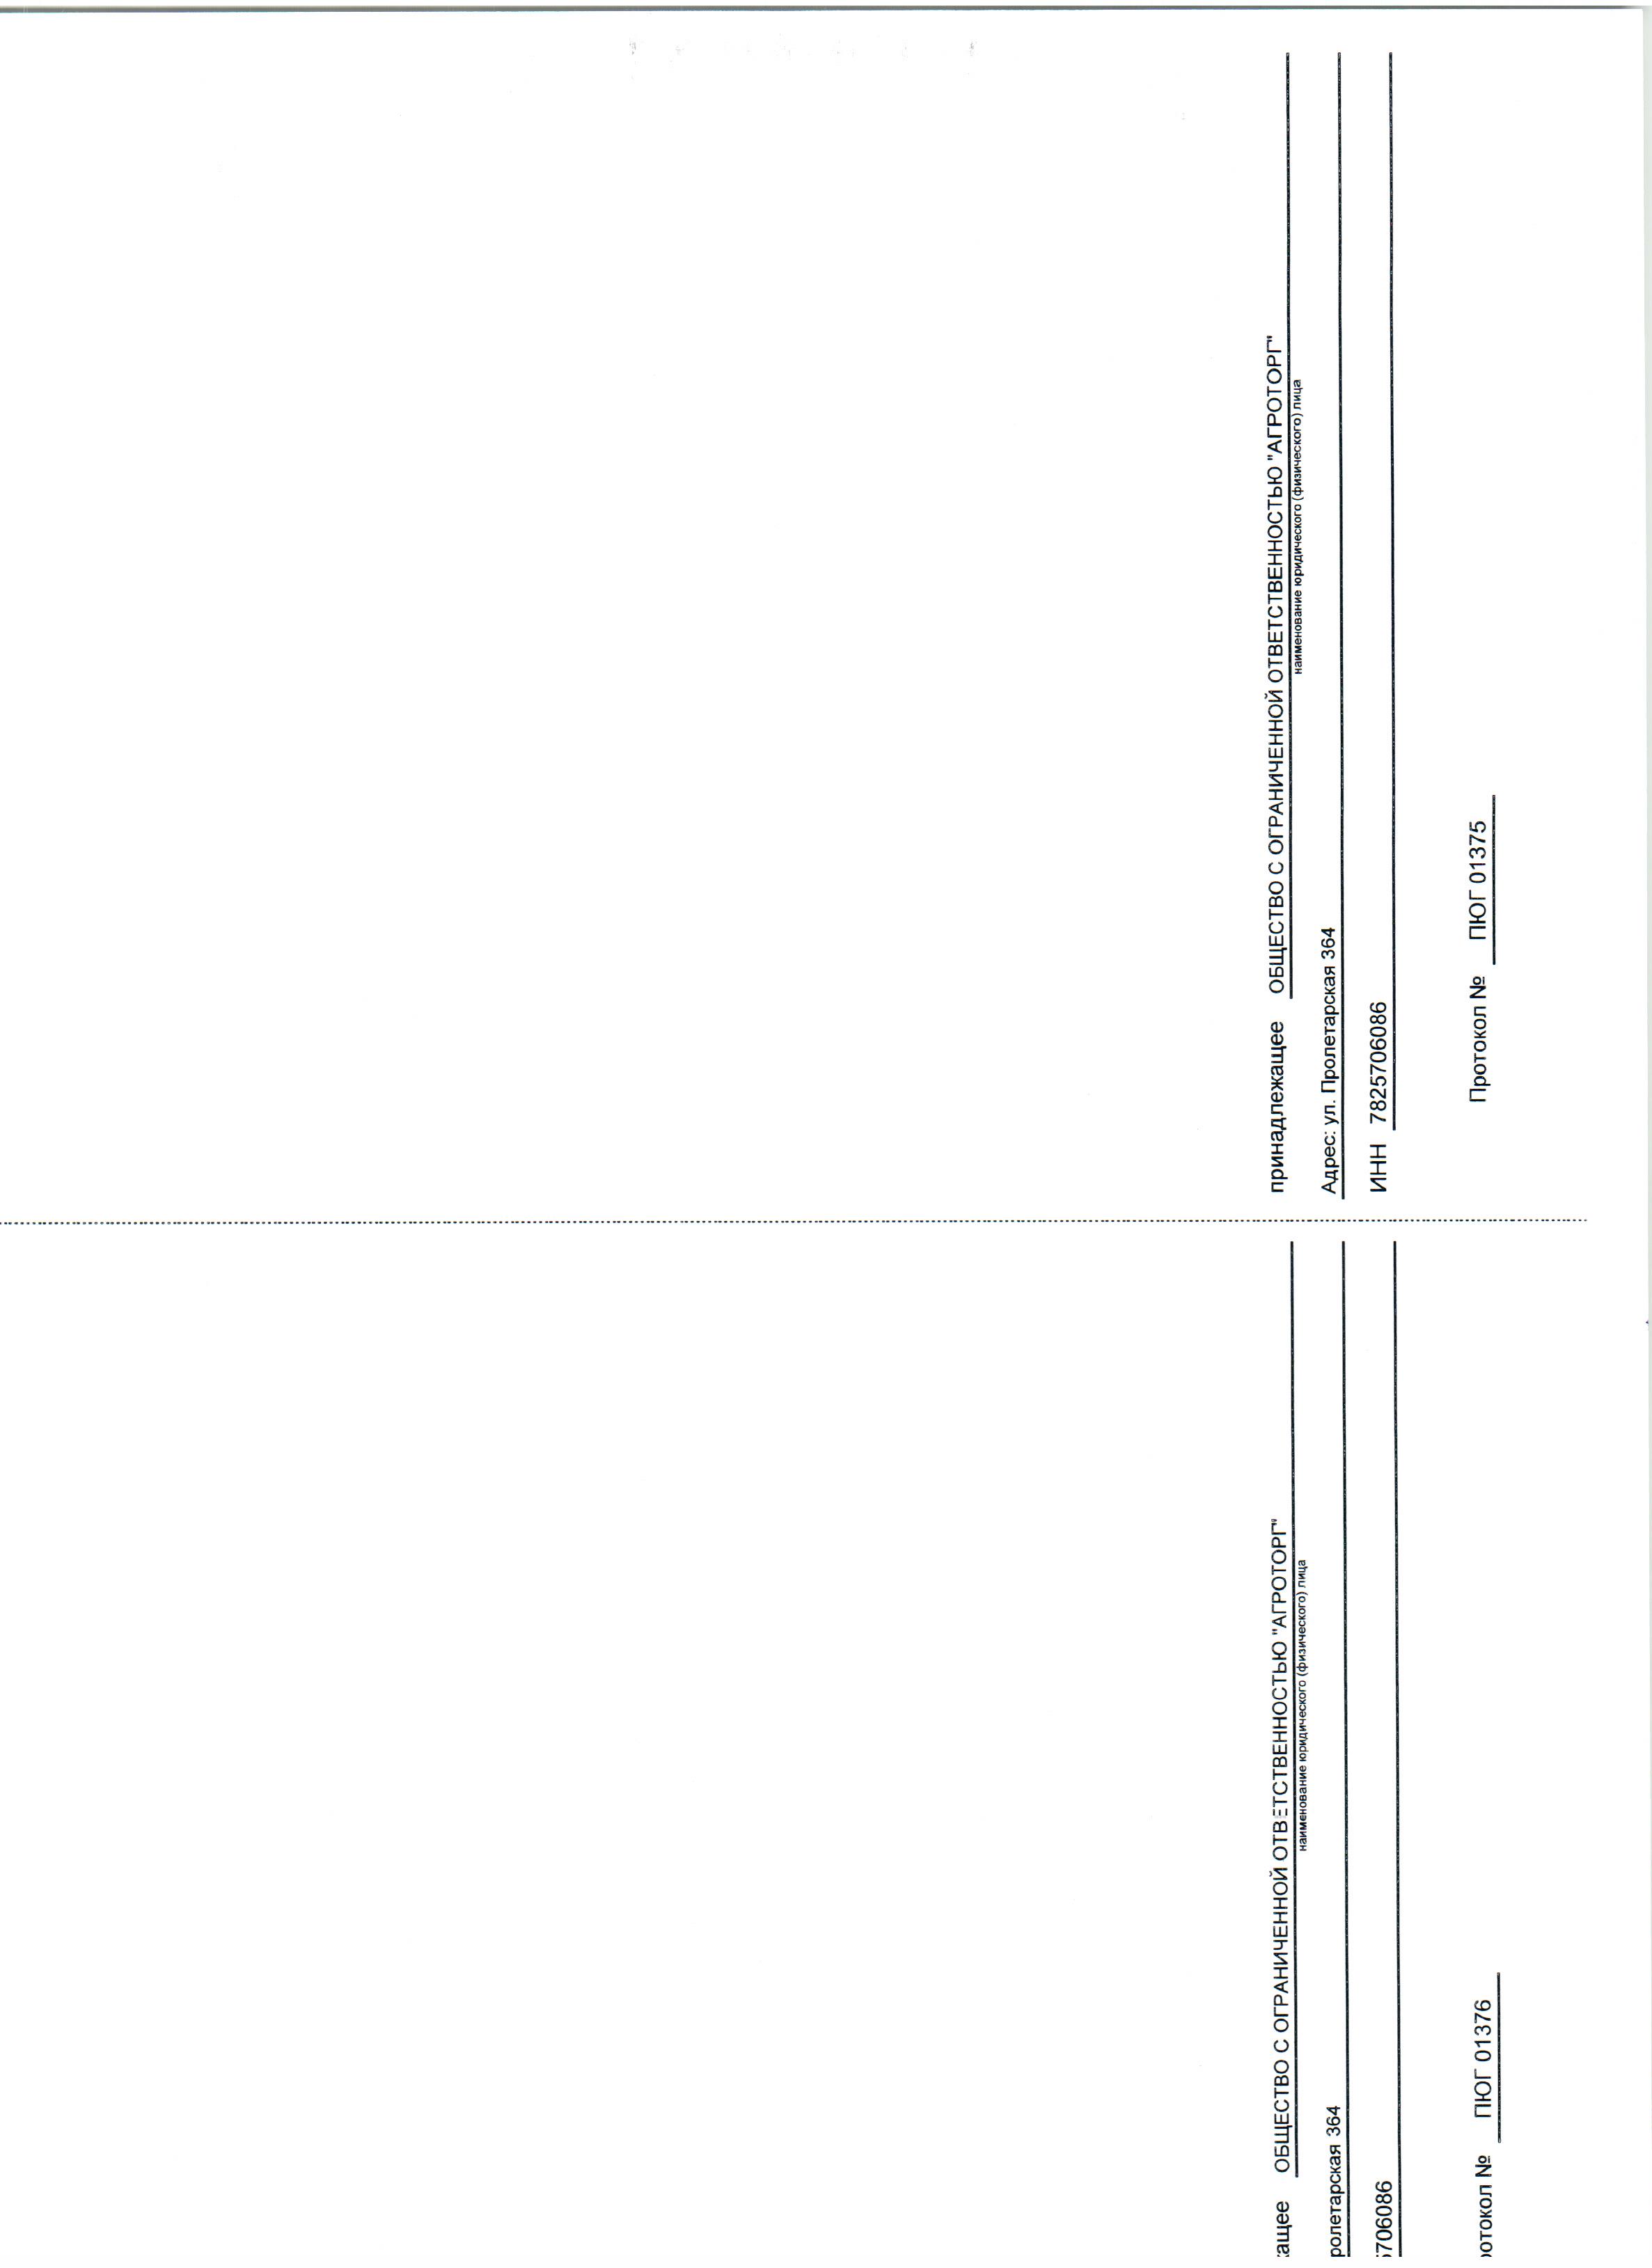 принадлежащее ОБЩЕСТВО С ОГРАНИЧЕННОЙ ОТВЕТСТВЕННОСТЬЮ "АГРОТОРГ"
наименование юридического (физического) лица
Адрес: ул. Пролетарская 364
ИНН 7825706086
Протокол № ПЮГ 01375
ащее ОБЩЕСТВО С ОГРАНИЧЕННОЙ ОТВЕТСТВЕННОСТЬЮ "АГРОТОРГ"
наименование юридического (физического) лица
ролетарская 364
5706086
отокол № ПЮГ 01376